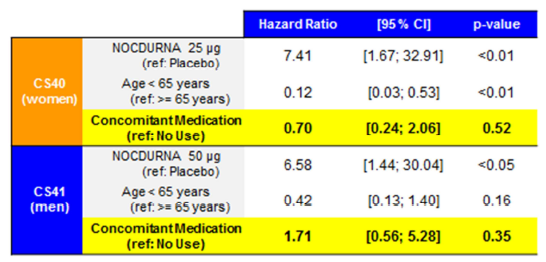 Hazard Ratio [95% CI] p-value
CS40
(women)
NOCDURNA 25 µg
(ref: Placebo)
7.41 [1.67; 32.91] <0.01
Age < 65 years
(ref: >= 65 years)
0.12 [0.03; 0.53] <0.01
Concomitant Medication
(ref: No Use)
0.70 [0.24; 2.06] 0.52
CS41
(men)
NOCDURNA 50 µg
(ref: Placebo)
6.58 [1.44; 30.04] <0.05
Age < 65 years
(ref: >= 65 years)
0.42 [0.13; 1.40] 0.16
Concomitant Medication
(ref: No Use)
1.71 [0.56; 5.28] 0.35